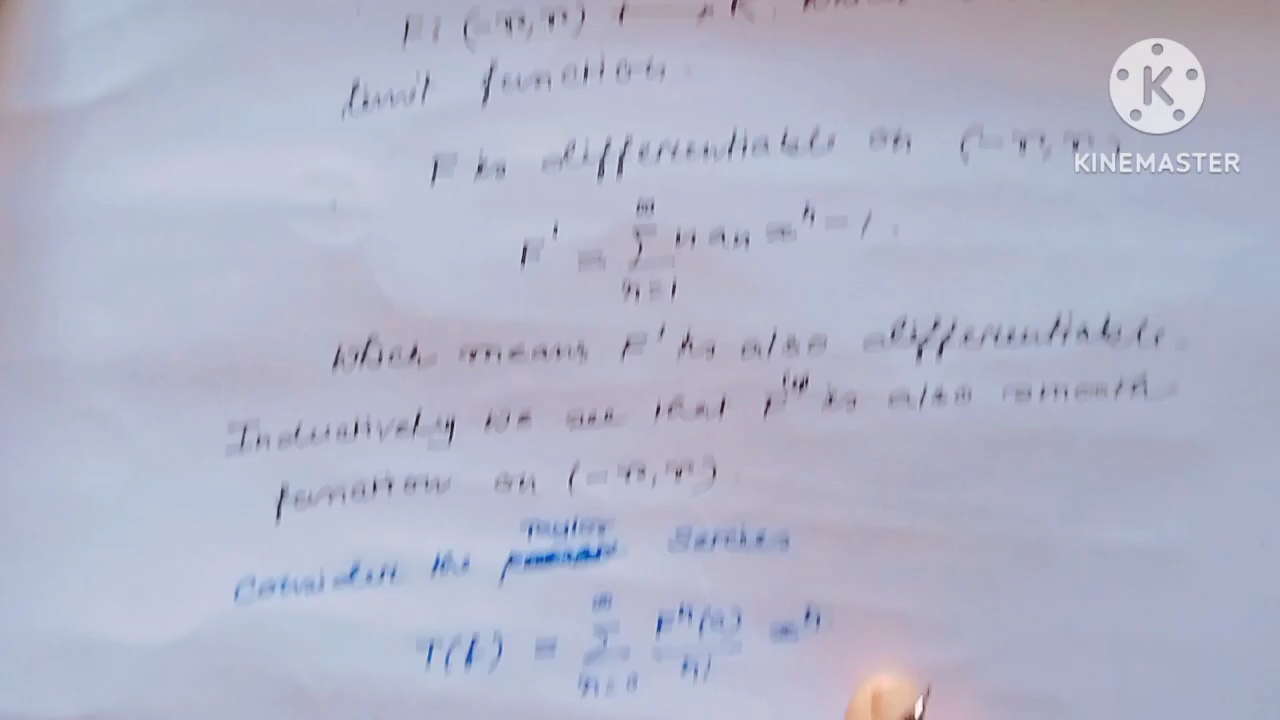 F: (-r, r) → R.
limit function.
KINEMASTER
F is differentiable on (-r, r)
F' = ∑_{n=1}^{∞} n a_n x^{n-1}.
Which means F' is also differentiable.
Inductively we see that F is also smooth
function on (-r, r)
Consider the Taylor Series
T(f) = ∑_{n=0}^{∞} F^n(0)/n! x^n